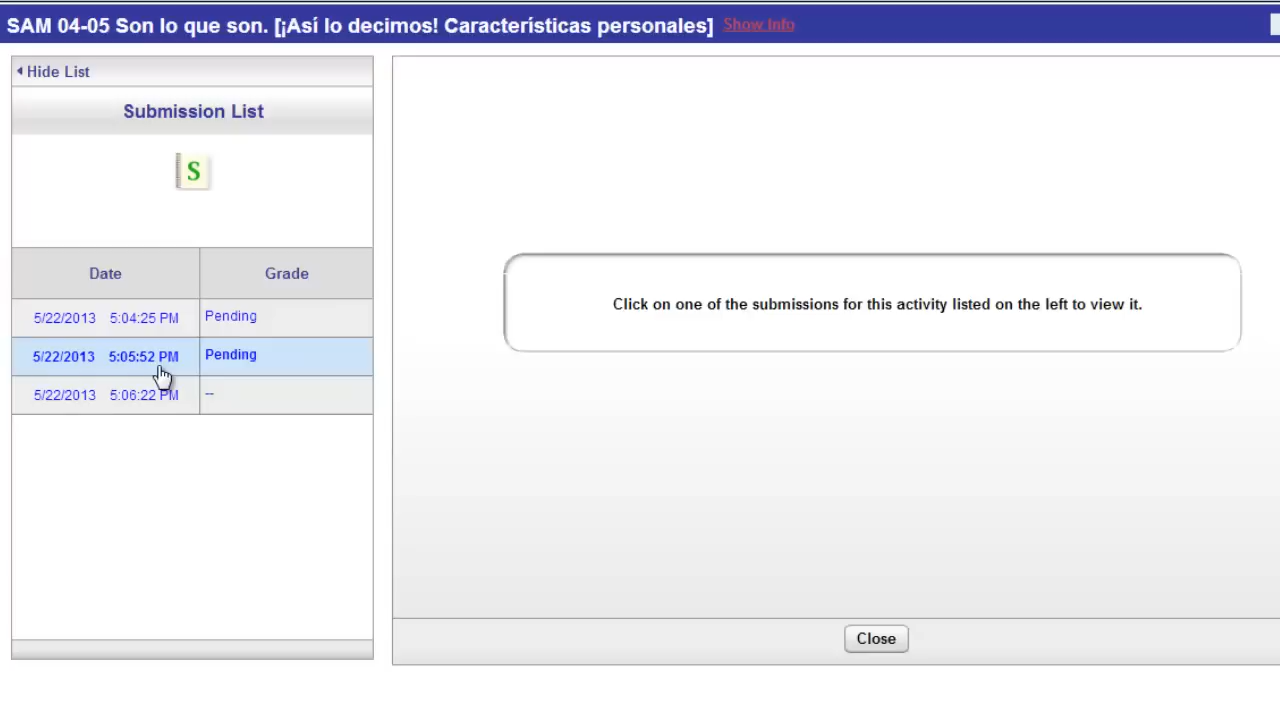 SAM 04-05 Son lo que son. [¡Así lo decimos! Características personales] Show Info
Hide List
Submission List
S
Date Grade
5/22/2013 5:04:25 PM Pending
5/22/2013 5:05:52 PM Pending
5/22/2013 5:06:22 PM --
Click on one of the submissions for this activity listed on the left to view it.
Close